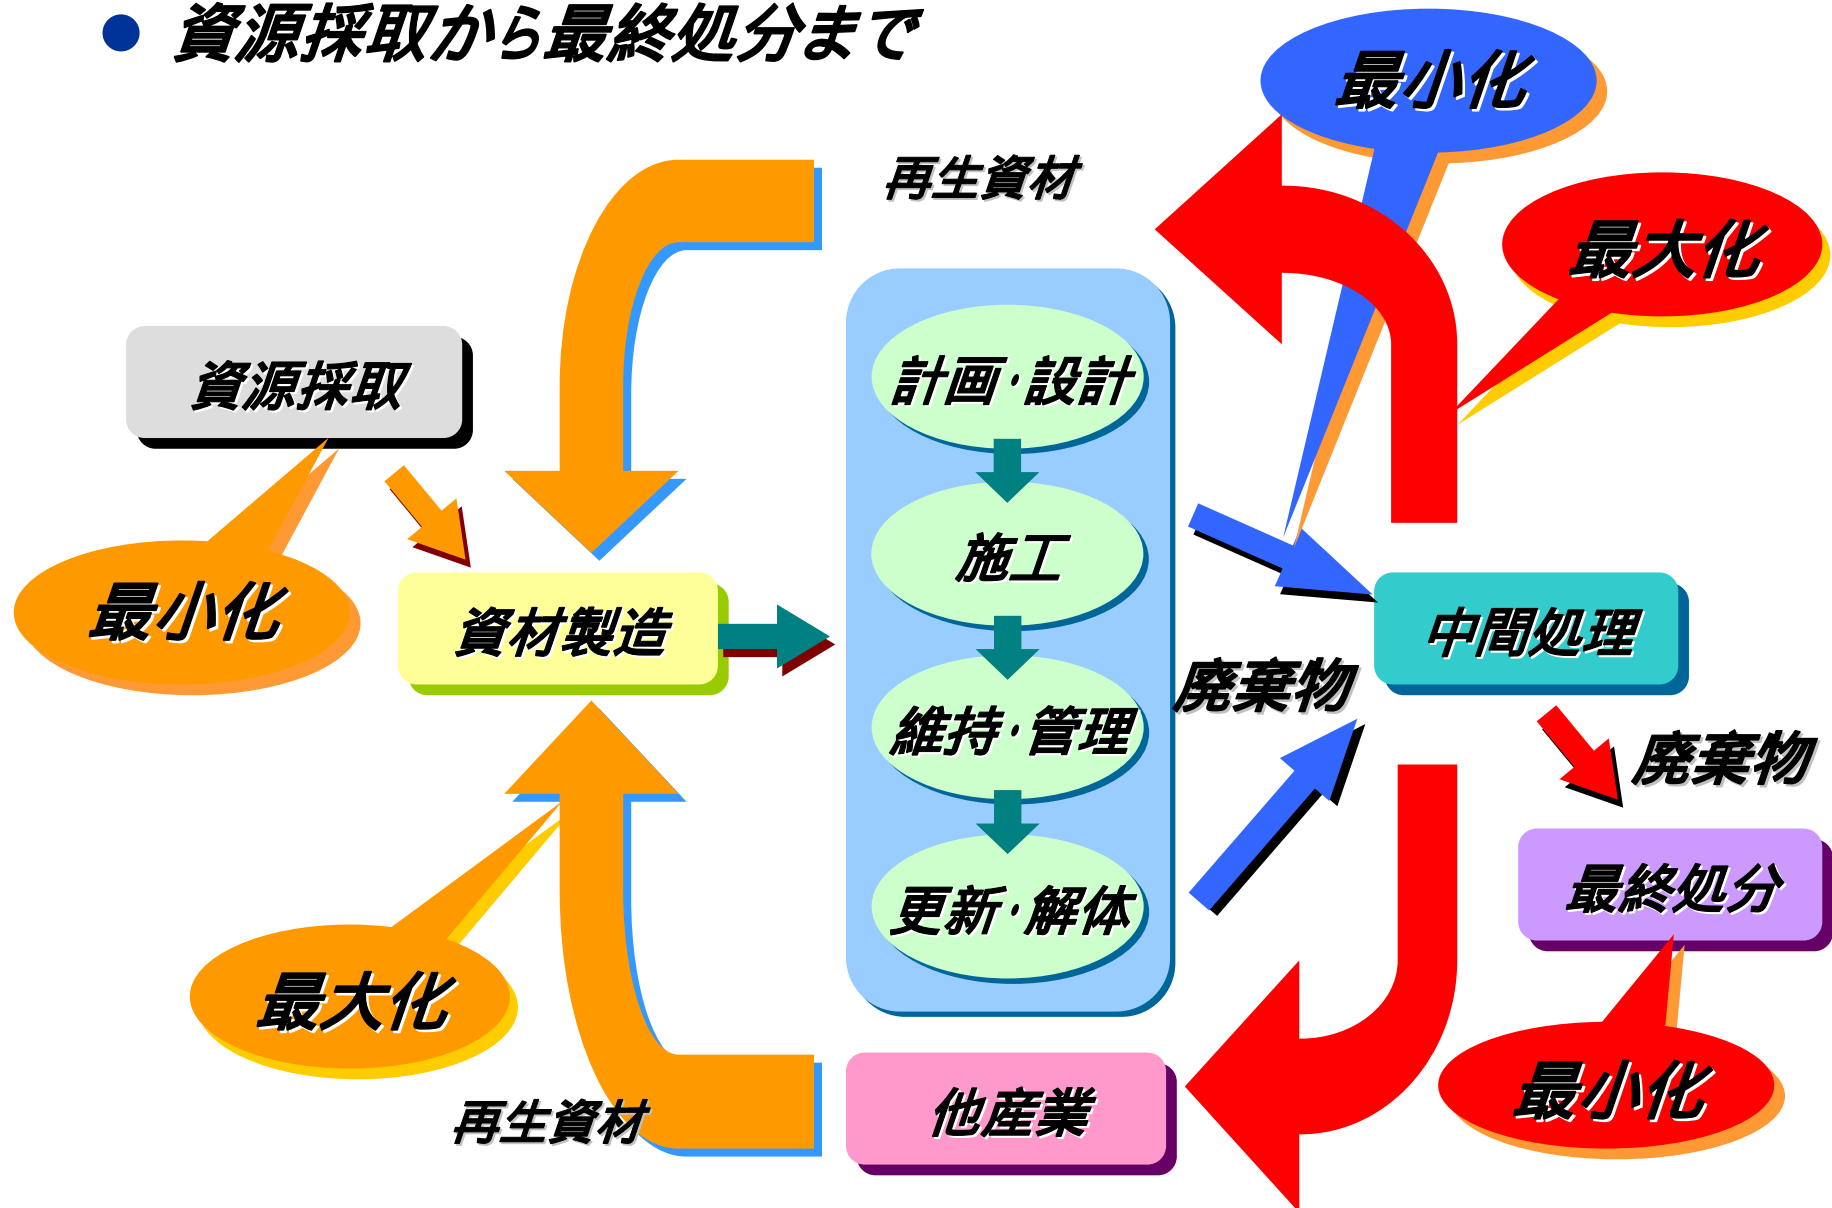 ● 資源採取から最終処分まで
最小化
再生資材
最大化
資源採取
計画・設計
施工
最小化
資材製造
中間処理
廃棄物
維持・管理
廃棄物
更新・解体
最終処分
最大化
再生資材
他産業
最小化